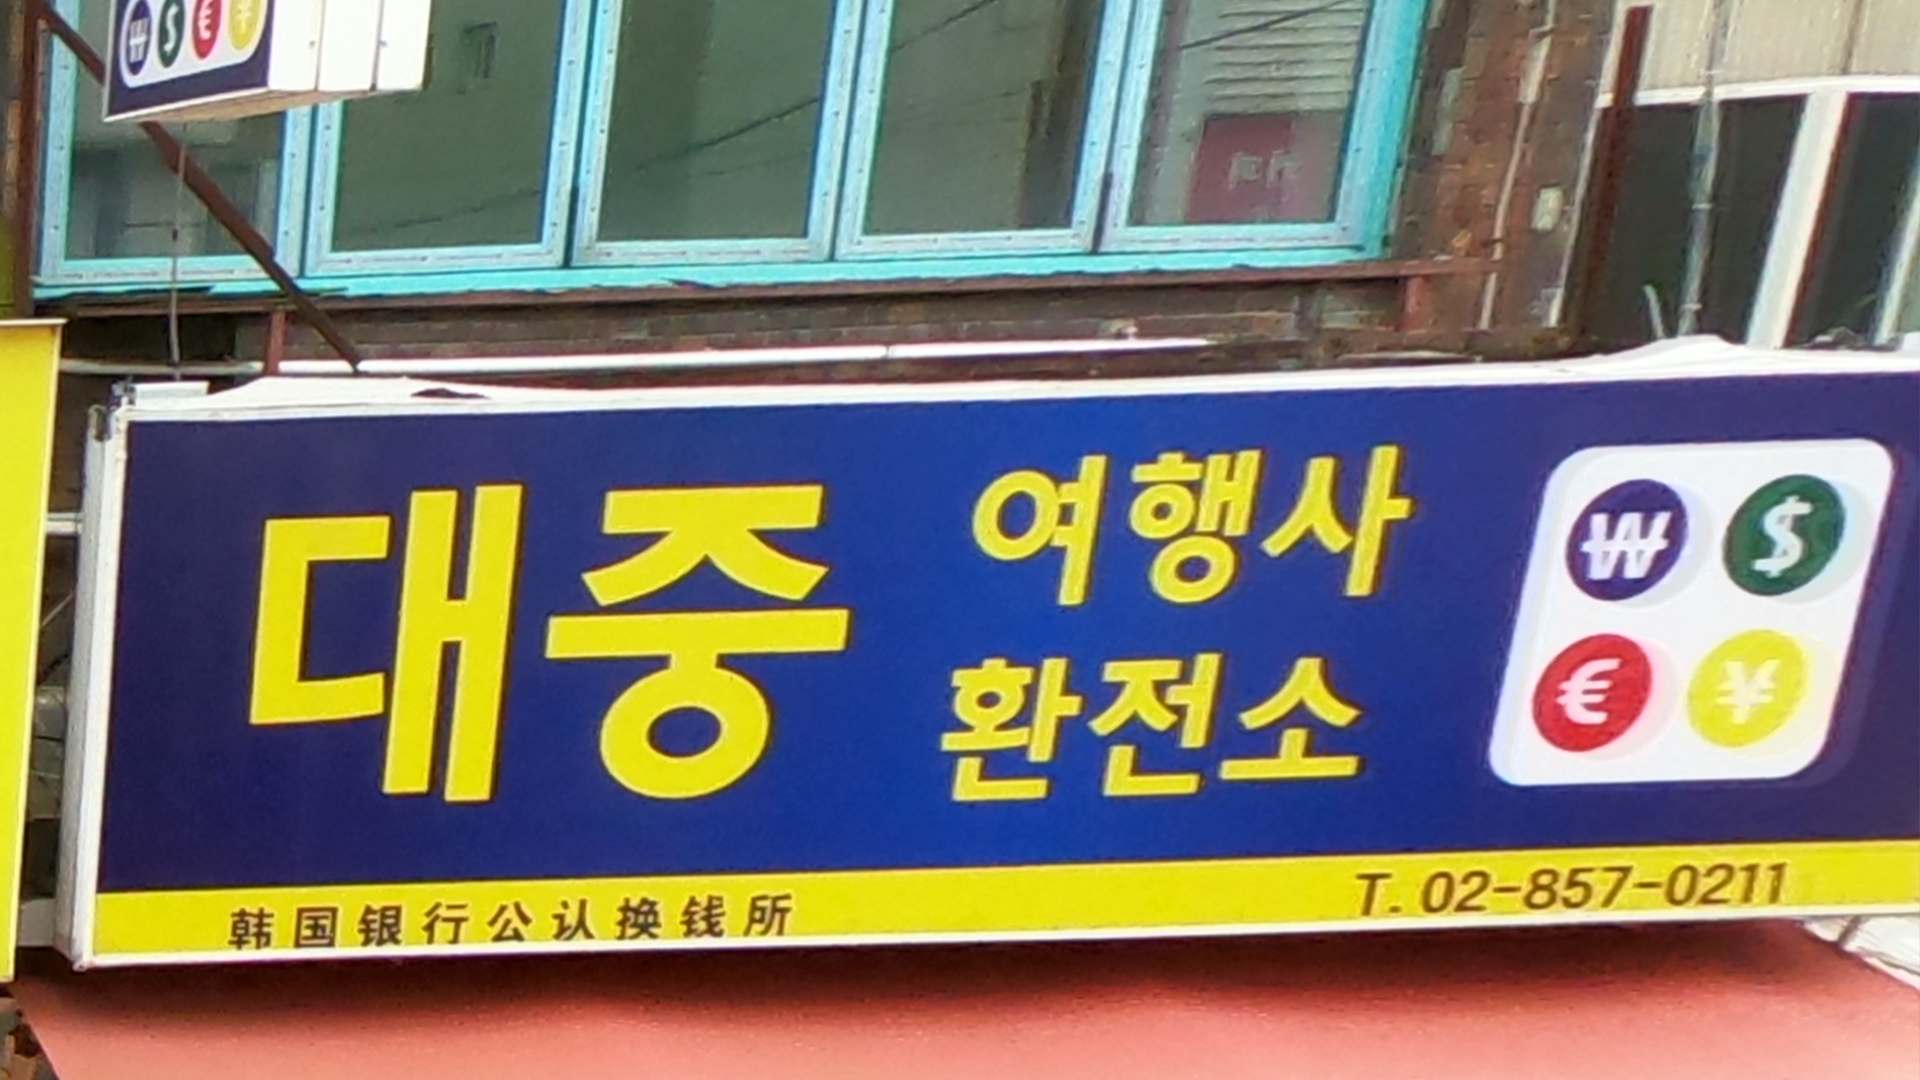 ₩ $ € ¥
대중
여행사
환전소
₩ $
€ ¥
韩国银行公认换钱所
T. 02-857-0211